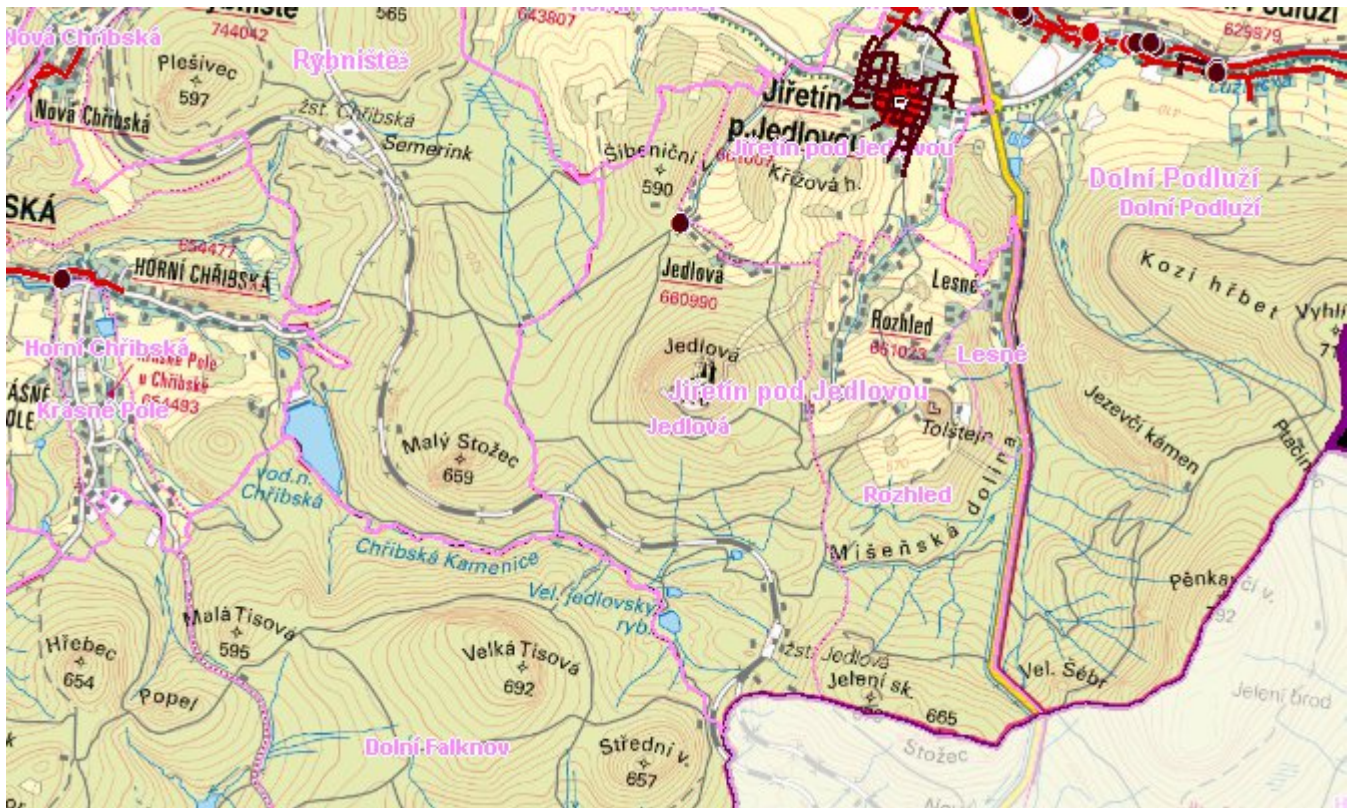 565
643807
Podluží
629879
Nová Chřibská
744042
Plešivec
597
Rybniště
Nová Chřibská
žst. Chřibská
Semerink
Jiřetín
p. Jedlovou
Jiřetín pod Jedlovou
Šibeniční v.
590
Křížová h.
Dolní Podluží
Dolní Podluží
SKÁ
654477
HORNÍ CHŘIBSKÁ
Jedlová
660990
Lesné
Kozí hřbet
Rozhled
661023
Lesné
Horní Chřibská
Krásné Pole
u Chřibské
654493
Krásné Pole
Jedlová
Jiřetín pod Jedlovou
Jedlová
Tolštejn
Jezevčí kámen
Malý Stožec
659
vod.n.
Chřibská
570
Rozhled
Míšeňská dolina
Chřibská Kamenice
Vel. jedlovský
ryb.
Malá Tisová
595
Hřebec
654
Popel
Velká Tisová
692
žst. Jedlová
Jelení sk.
665
Vel. Šébr
Jelení brod
Dolní Falknov
Střední v.
657
Stožec